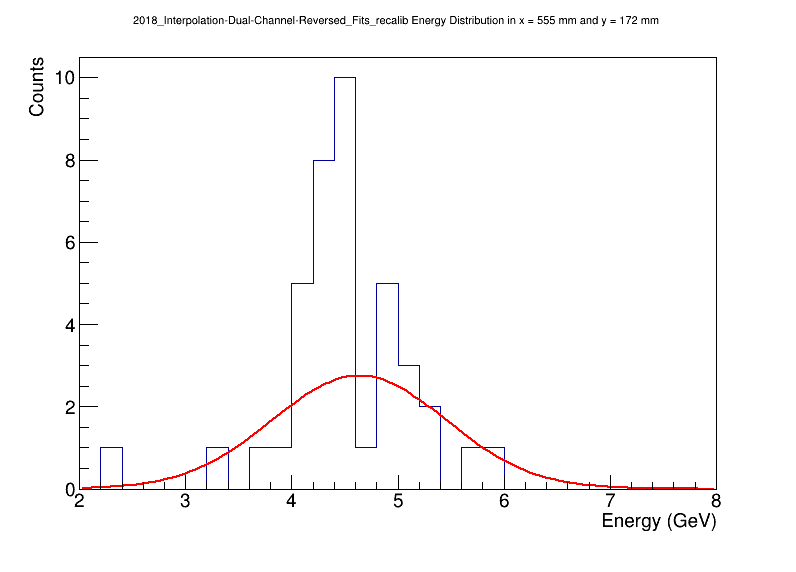 2018_Interpolation-Dual-Channel-Reversed_Fits_recalib Energy Distribution in x = 555 mm and y = 172 mm
Counts
10
8
6
4
2
0
2 3 4 5 6 7 8
Energy (GeV)